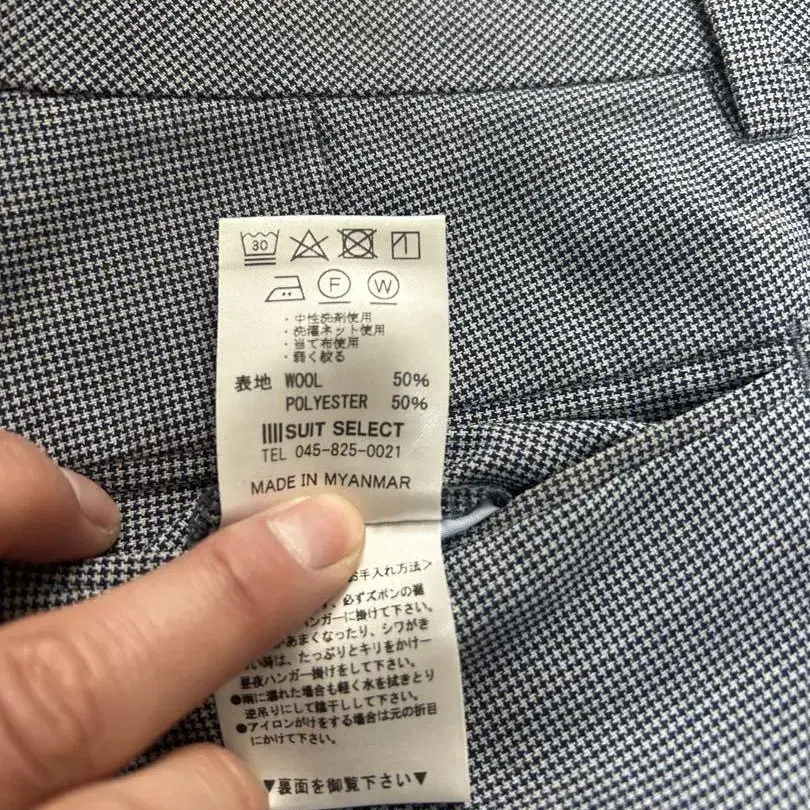 30
F W
・中性洗剤使用
・洗濯ネット使用
・当て布使用
・弱く絞る
表地 WOOL 50%
POLYESTER 50%
SUIT SELECT
TEL 045-825-0021
MADE IN MYANMAR
お手入れ方法>
必ずズボンの裾
ハンガーに掛けて下さい。
があまくなったり、シワがき
い時は、たっぷりとキリをかけ一
昼夜ハンガー掛けをして下さい。
●雨に濡れた場合も軽く水を拭きとり
逆吊りにして陰干しして下さい。
●アイロンがけをする場合は元の折目
にかけて下さい。
▼裏面を御覧下さい▼